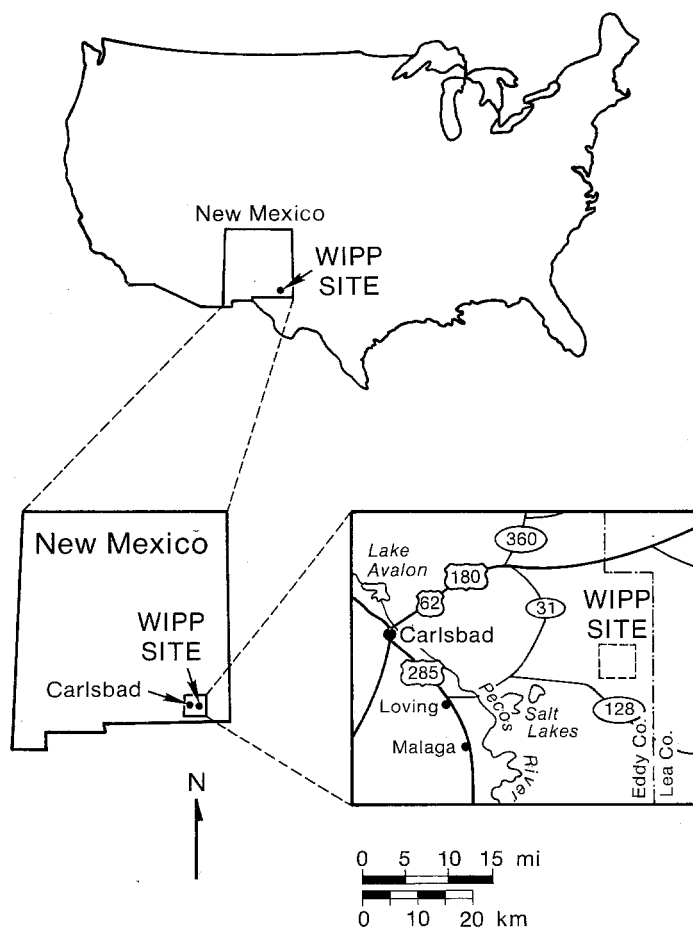 New Mexico
WIPP
SITE
New Mexico
WIPP
SITE
Carlsbad
N
360
Lake
Avalon
180
62
31
WIPP
SITE
Carlsbad
285
Pecos
Loving
Salt
Lakes
128
Malaga
River
Eddy Co.
Lea Co.
0 5 10 15 mi
0 10 20 km